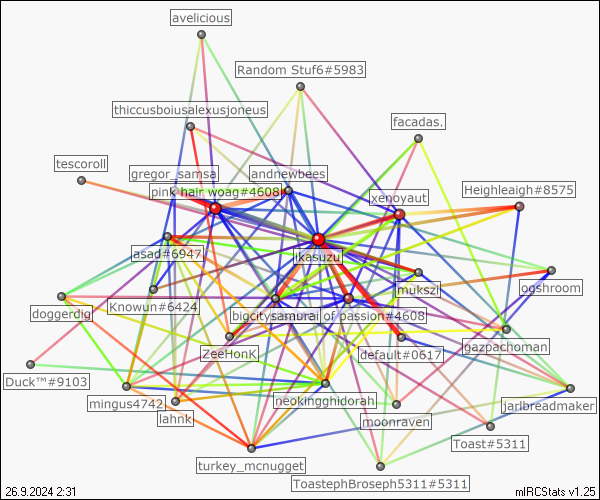 avelicious
Random Stuf6#5983
thiccusboiusalexusjoneus
facadas.
tescoroll
gregor_samsa
andnewbees
pink hair woag#4608
xenoyaut
Heighleigh#8575
ikasuzu
asad#6947
mukszi
ogshroom
doggerdig
Knowun#6424
bigcitysamurai
of passion#4608
ZeeHonK
default#0617
gazpachoman
Duck™#9103
mingus4742
lahnk
neokingghidorah
moonraven
jarlbreadmaker
Toast#5311
turkey_mcnugget
ToastephBroseph5311#5311
26.9.2024 2:31
mIRCStats v1.25